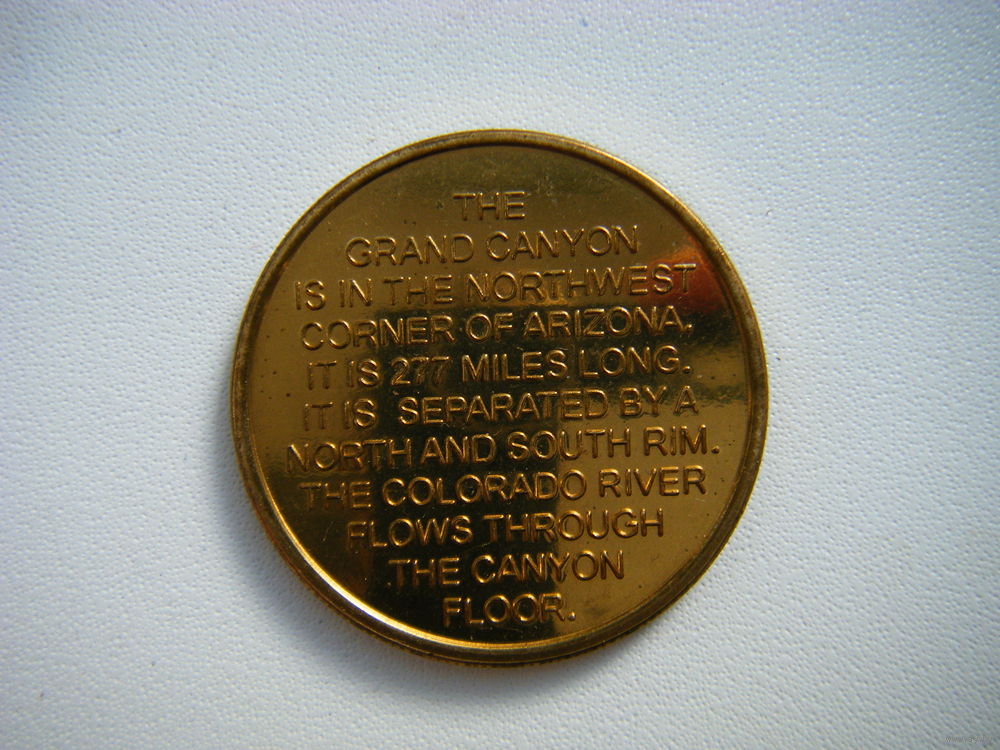 THE
GRAND CANYON
IS IN THE NORTHWEST
CORNER OF ARIZONA.
IT IS 277 MILES LONG.
IT IS SEPARATED BY A
NORTH AND SOUTH RIM.
THE COLORADO RIVER
FLOWS THROUGH
THE CANYON
FLOOR.